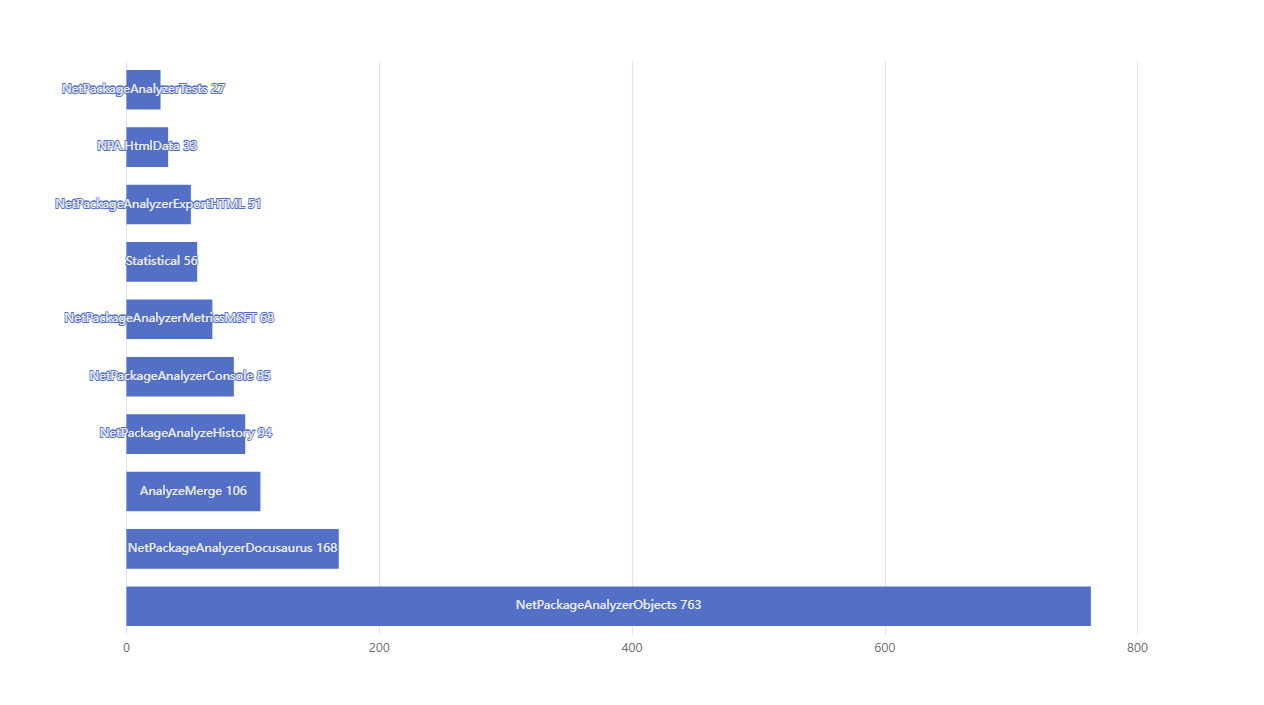 NetPackageAnalyzerTests 27
NPA.HtmlData 33
NetPackageAnalyzerExportHTML 51
Statistical 56
NetPackageAnalyzerMetricsMSFT 68
NetPackageAnalyzerConsole 85
NetPackageAnalyzeHistory 94
AnalyzeMerge 106
NetPackageAnalyzerDocusaurus 168
NetPackageAnalyzerObjects 763
0 200 400 600 800